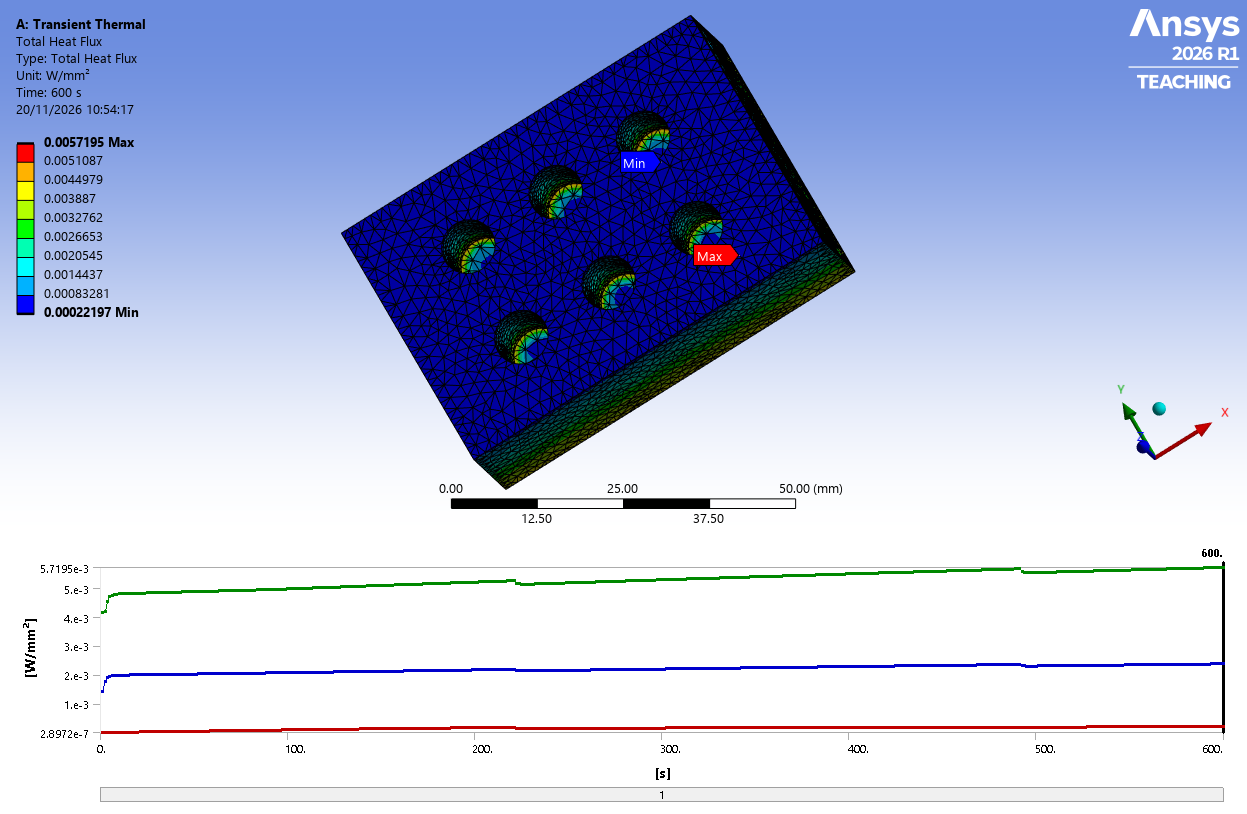 A: Transient Thermal
Total Heat Flux
Type: Total Heat Flux
Unit: W/mm²
Time: 600 s
20/11/2026 10:54:17
0.0057195 Max
0.0051087
0.0044979
0.003887
0.0032762
0.0026653
0.0020545
0.0014437
0.00083281
0.00022197 Min
Ansys
2026 R1
TEACHING
Min
Max
Y
X
Z
0.00 25.00 50.00 (mm)
12.50 37.50
600.
5.7195e-3
5.e-3
4.e-3
3.e-3
2.e-3
1.e-3
2.8972e-7
[W/mm²]
0. 100. 200. 300. 400. 500. 600.
[s]
1